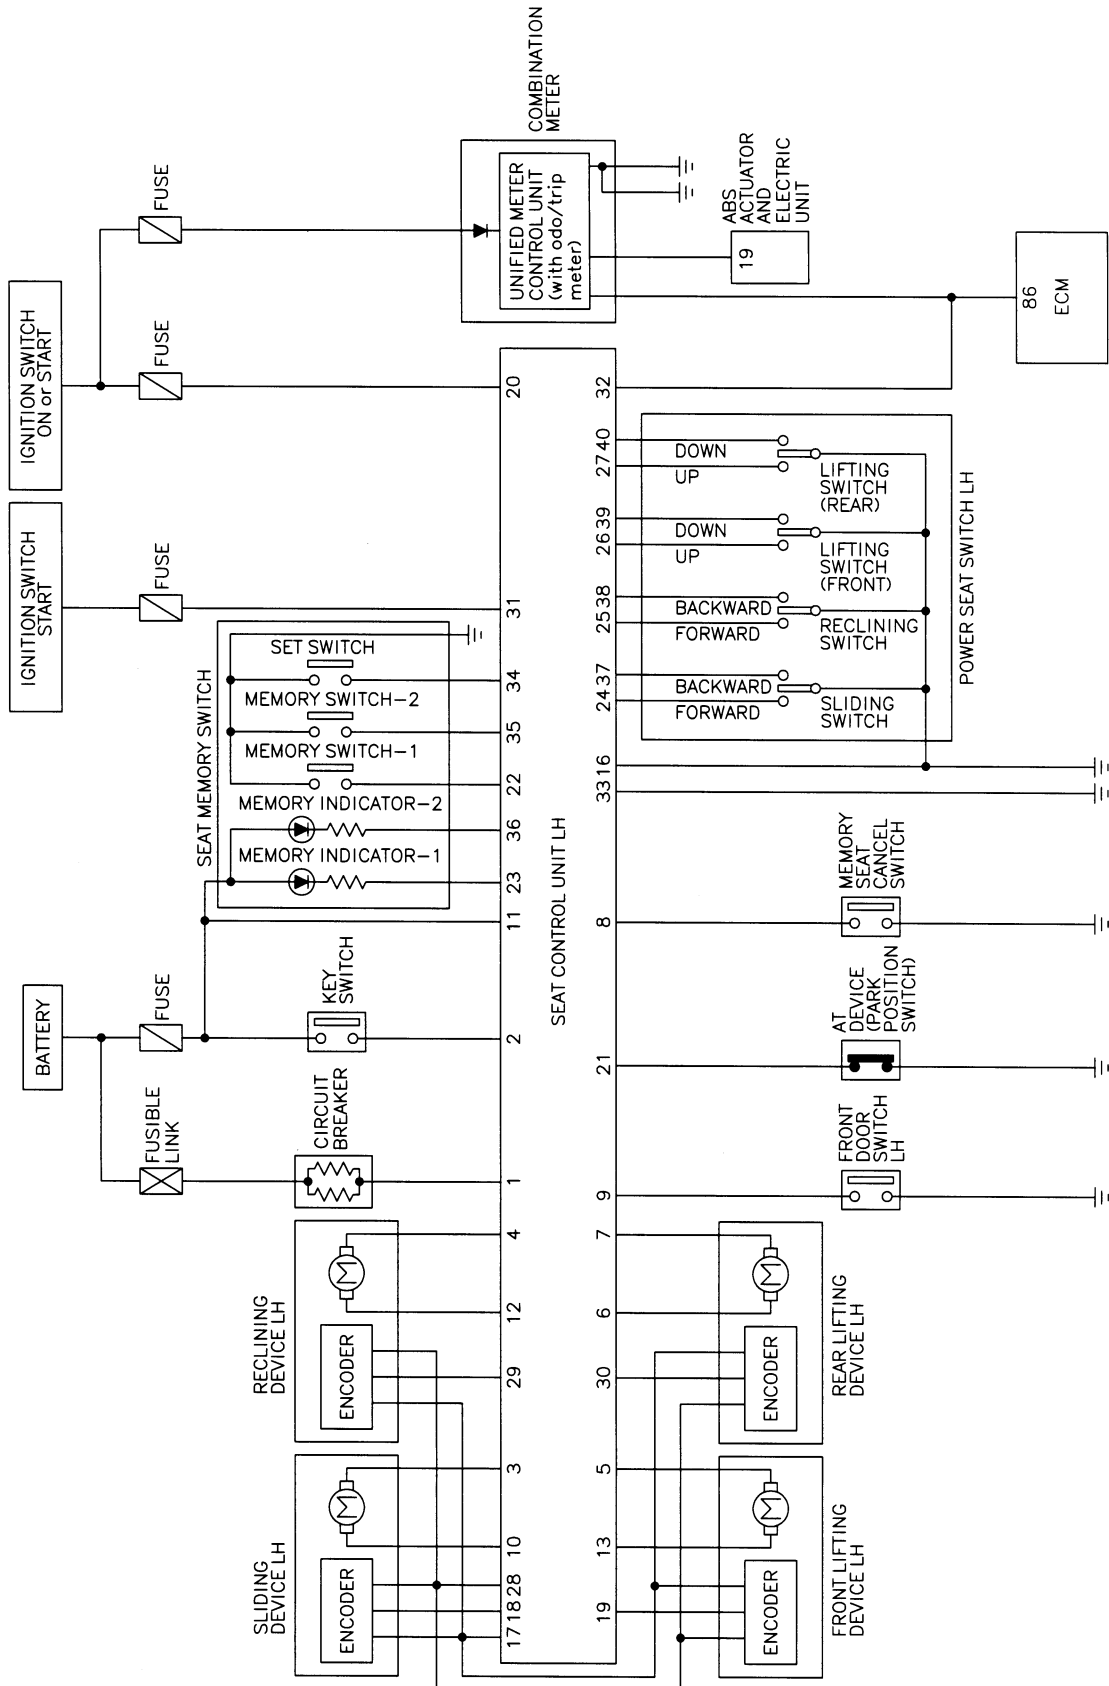 BATTERY
IGNITION SWITCH
START
IGNITION SWITCH
ON or START
FUSIBLE
LINK
FUSE
FUSE
FUSE
FUSE
CIRCUIT
BREAKER
KEY
SWITCH
SEAT MEMORY SWITCH
MEMORY INDICATOR-1
MEMORY INDICATOR-2
MEMORY SWITCH-1
MEMORY SWITCH-2
SET SWITCH
COMBINATION
METER
UNIFIED METER
CONTROL UNIT
(with odo/trip
meter)
SLIDING
DEVICE LH
ENCODER
M
RECLINING
DEVICE LH
ENCODER
M
17
18
28
10
3
29
12
4
1
2
11
23
36
22
35
34
31
20
SEAT CONTROL UNIT LH
19
13
5
30
6
7
9
21
8
33
16
24
37
25
38
26
39
27
40
32
FRONT LIFTING
DEVICE LH
ENCODER
M
REAR LIFTING
DEVICE LH
ENCODER
M
FRONT
DOOR
SWITCH
LH
AT
DEVICE
(PARK
POSITION
SWITCH)
MEMORY
SEAT
CANCEL
SWITCH
FORWARD
BACKWARD
SLIDING
SWITCH
FORWARD
BACKWARD
RECLINING
SWITCH
UP
DOWN
LIFTING
SWITCH
(FRONT)
UP
DOWN
LIFTING
SWITCH
(REAR)
POWER SEAT SWITCH LH
ABS
ACTUATOR
AND
ELECTRIC
UNIT
19
86
ECM